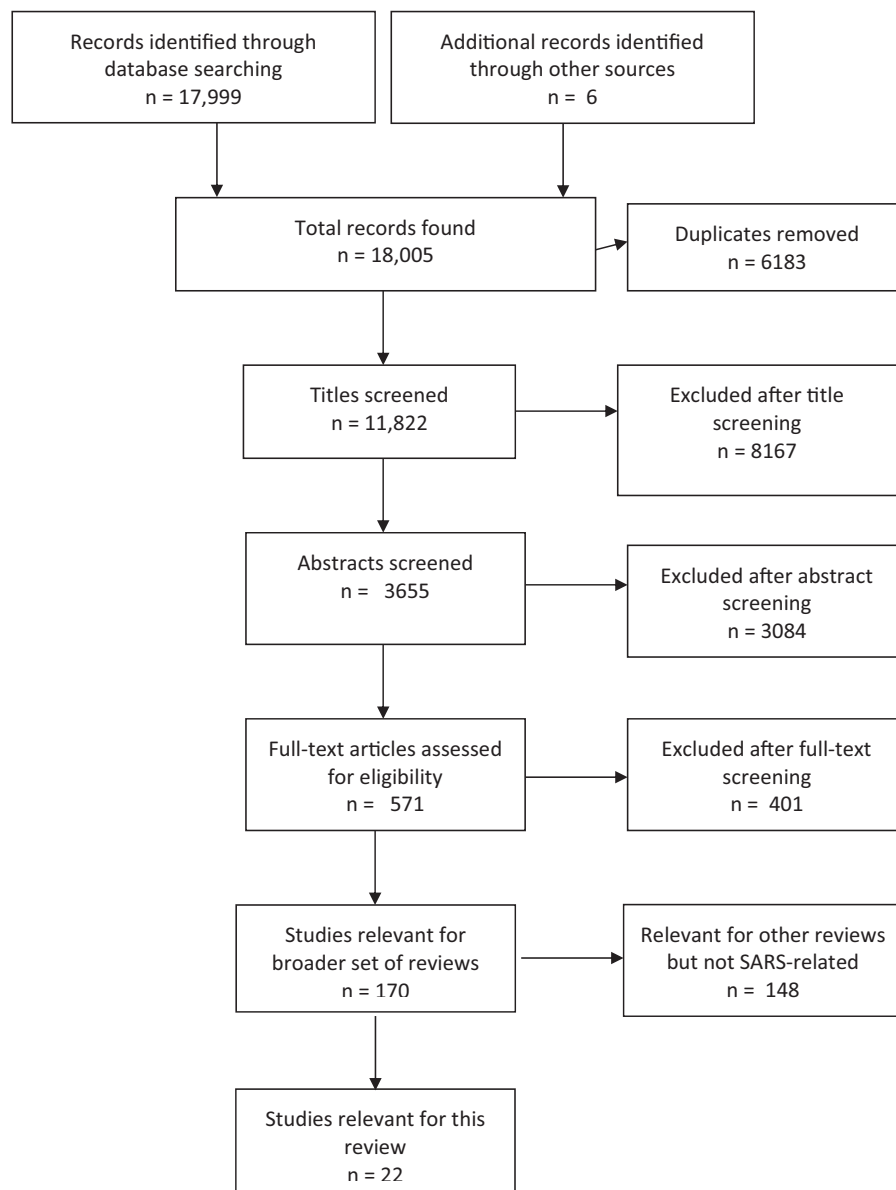 Records identified through
database searching
n = 17,999
Additional records identified
through other sources
n = 6
Total records found
n = 18,005
Duplicates removed
n = 6183
Titles screened
n = 11,822
Excluded after title
screening
n = 8167
Abstracts screened
n = 3655
Excluded after abstract
screening
n = 3084
Full-text articles assessed
for eligibility
n = 571
Excluded after full-text
screening
n = 401
Studies relevant for
broader set of reviews
n = 170
Relevant for other reviews
but not SARS-related
n = 148
Studies relevant for this
review
n = 22